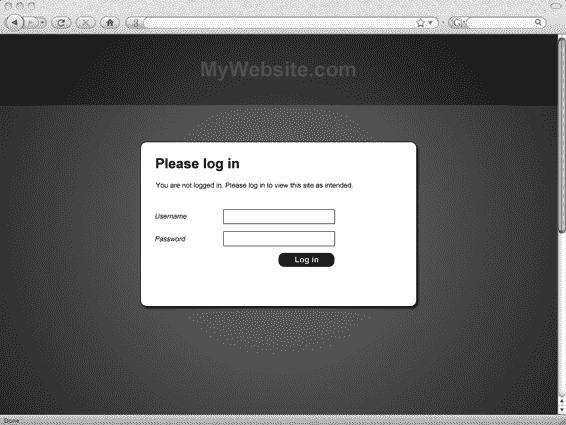 MyWebsite.com
Please log in
You are not logged in. Please log in to view this site as intended.
Username
Password
Log in
Done